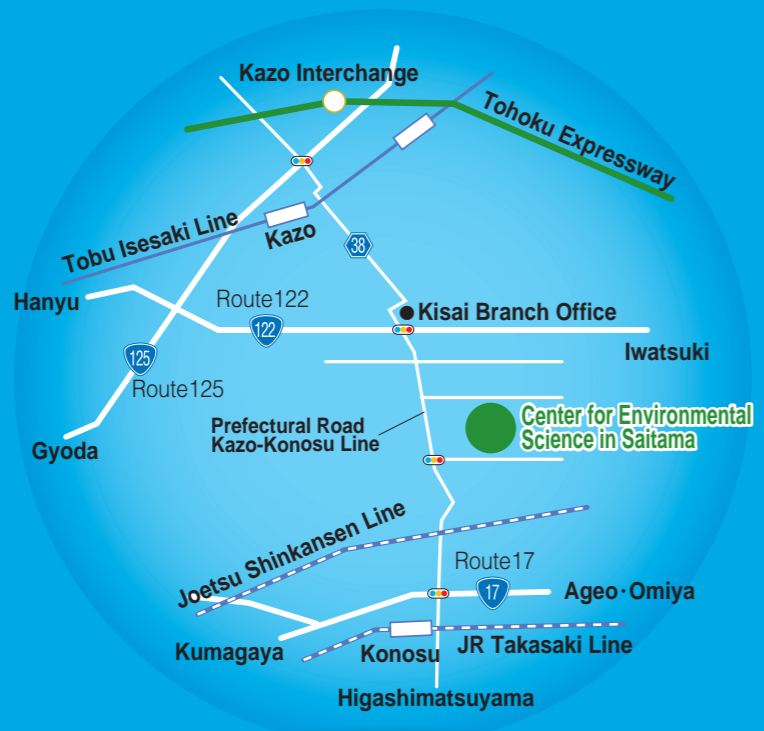 Kazo Interchange
Tohoku Expressway
Tobu Isesaki Line
Kazo
38
Hanyu
Route122
122
Kisai Branch Office
Iwatsuki
125
Route125
Gyoda
Prefectural Road
Kazo-Konosu Line
Center for Environmental
Science in Saitama
Joetsu Shinkansen Line
Route17
17
Ageo·Omiya
Kumagaya
Konosu
JR Takasaki Line
Higashimatsuyama